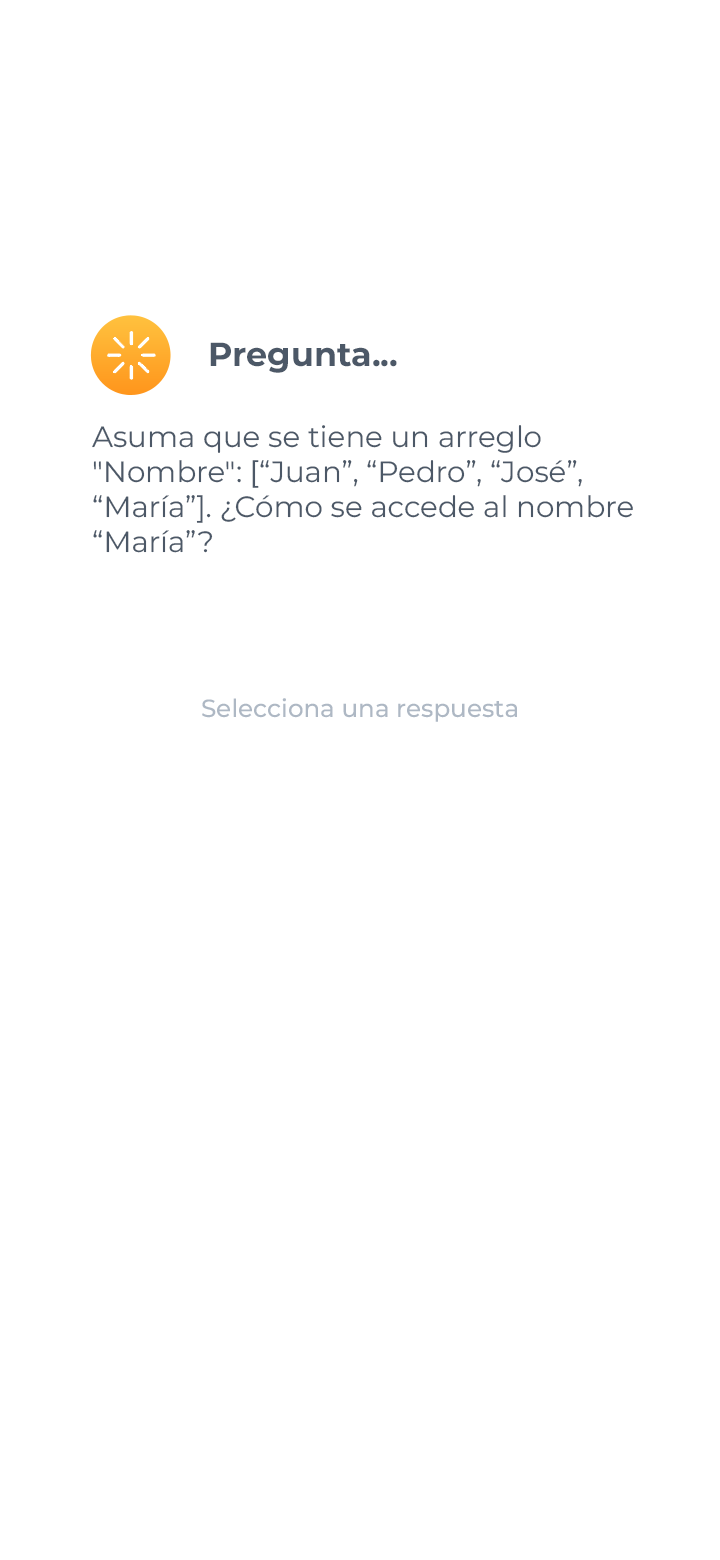 Pregunta...
Asuma que se tiene un arreglo
"Nombre": [“Juan”, “Pedro”, “José”,
“María”]. ¿Cómo se accede al nombre
“María”?
Selecciona una respuesta